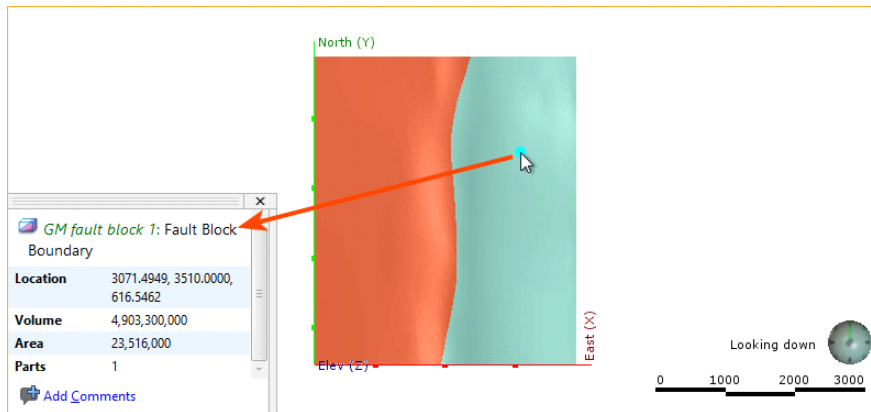 North (Y)
GM fault block 1: Fault Block
Boundary
Location 3071.4949, 3510.0000,
616.5462
Volume 4,903,300,000
Area 23,516,000
Parts 1
Add Comments
Elev (Z)
East (X)
Looking down
0 1000 2000 3000